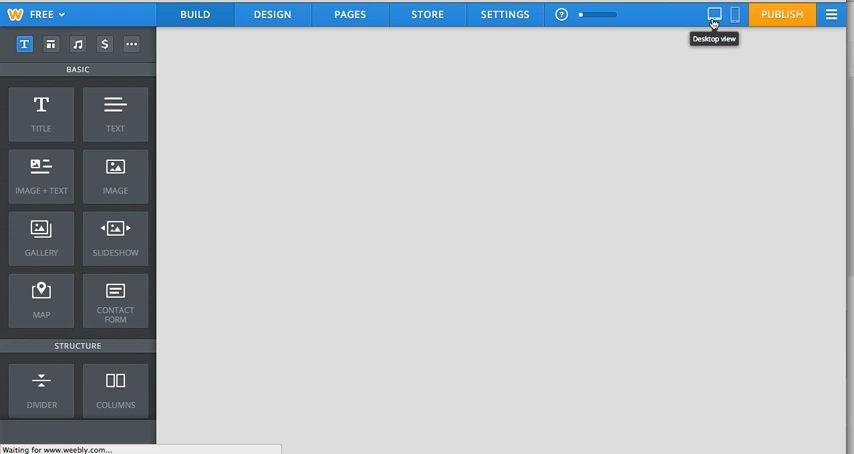 FREE BUILD DESIGN PAGES STORE SETTINGS ? PUBLISH
Desktop view
T $
BASIC
T
TITLE TEXT
IMAGE + TEXT IMAGE
GALLERY SLIDESHOW
MAP CONTACT
FORM
STRUCTURE
DIVIDER COLUMNS
Waiting for www.weebly.com...